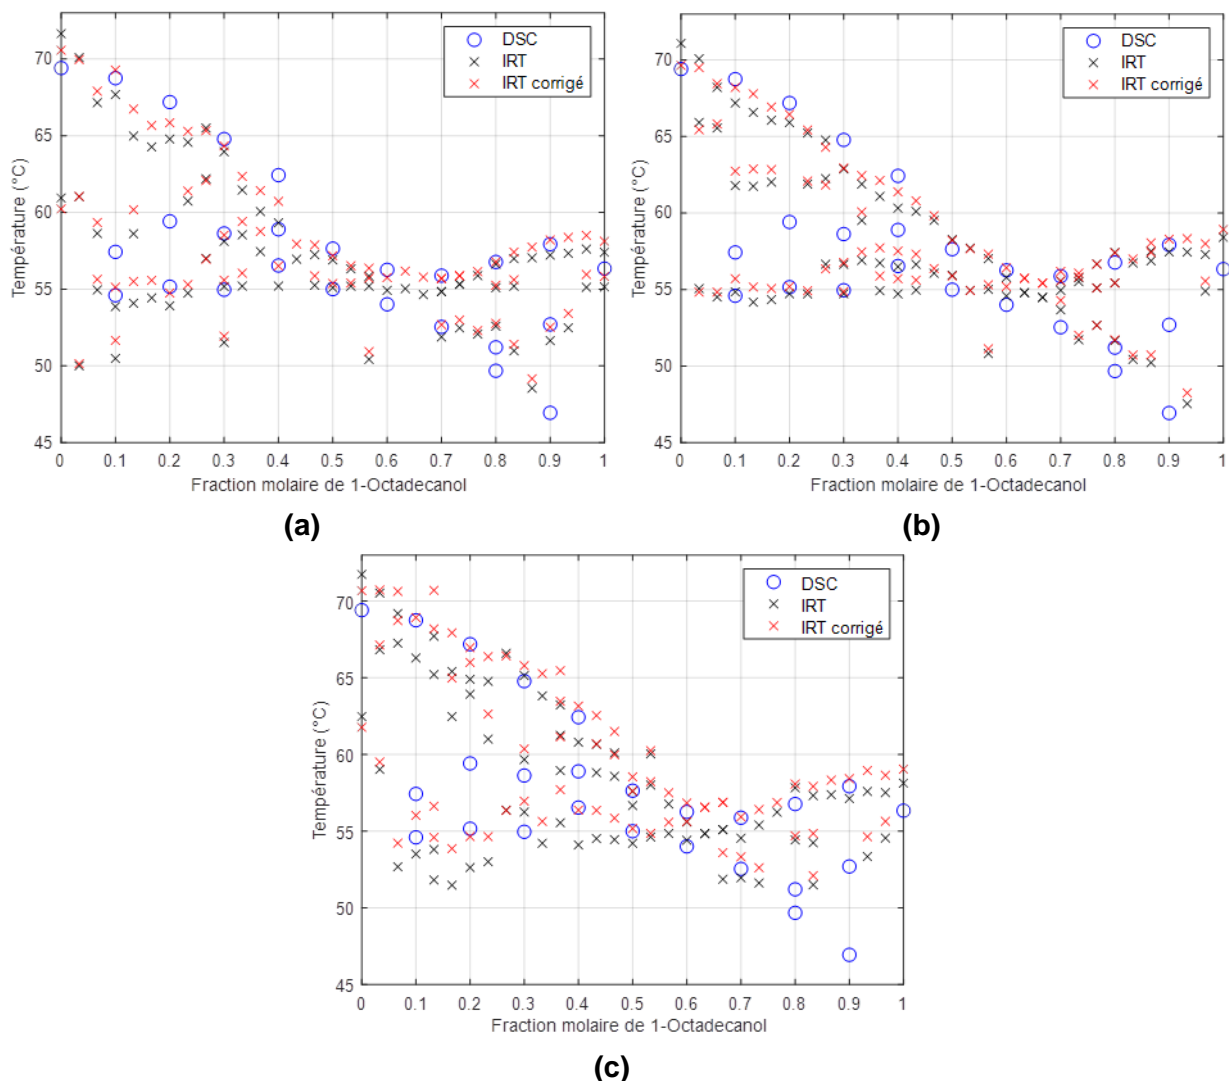 70
65
60
55
50
45
Température (°C)
0 0.1 0.2 0.3 0.4 0.5 0.6 0.7 0.8 0.9 1
Fraction molaire de 1-Octadecanol
DSC
IRT
IRT corrigé
(a)
70
65
60
55
50
45
Température (°C)
0 0.1 0.2 0.3 0.4 0.5 0.6 0.7 0.8 0.9 1
Fraction molaire de 1-Octadecanol
DSC
IRT
IRT corrigé
(b)
70
65
60
55
50
45
Température (°C)
0 0.1 0.2 0.3 0.4 0.5 0.6 0.7 0.8 0.9 1
Fraction molaire de 1-Octadecanol
DSC
IRT
IRT corrigé
(c)